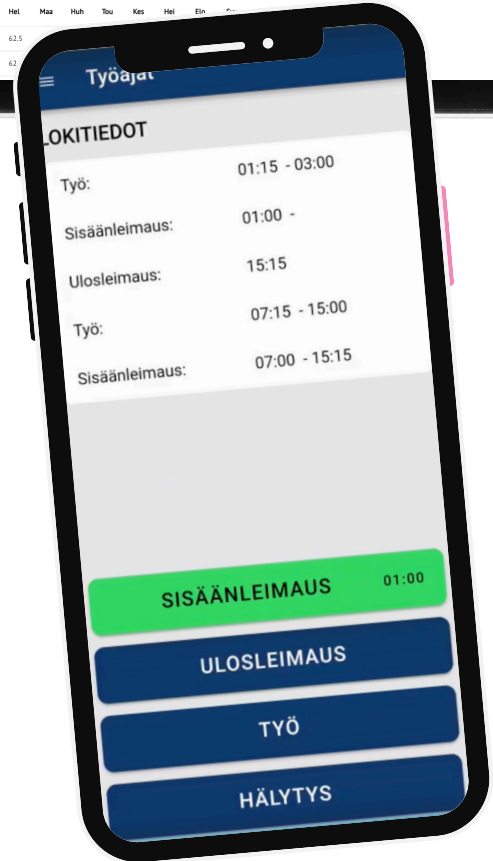 Hel Maa Huh Tou Kes Hei Elo
62.5
62
Työajat
LOKITIEDOT
Työ: 01:15 - 03:00
Sisäänleimaus: 01:00 -
Ulosleimaus: 15:15
Työ: 07:15 - 15:00
Sisäänleimaus: 07:00 - 15:15
SISÄÄNLEIMAUS 01:00
ULOSLEIMAUS
TYÖ
HÄLYTYS